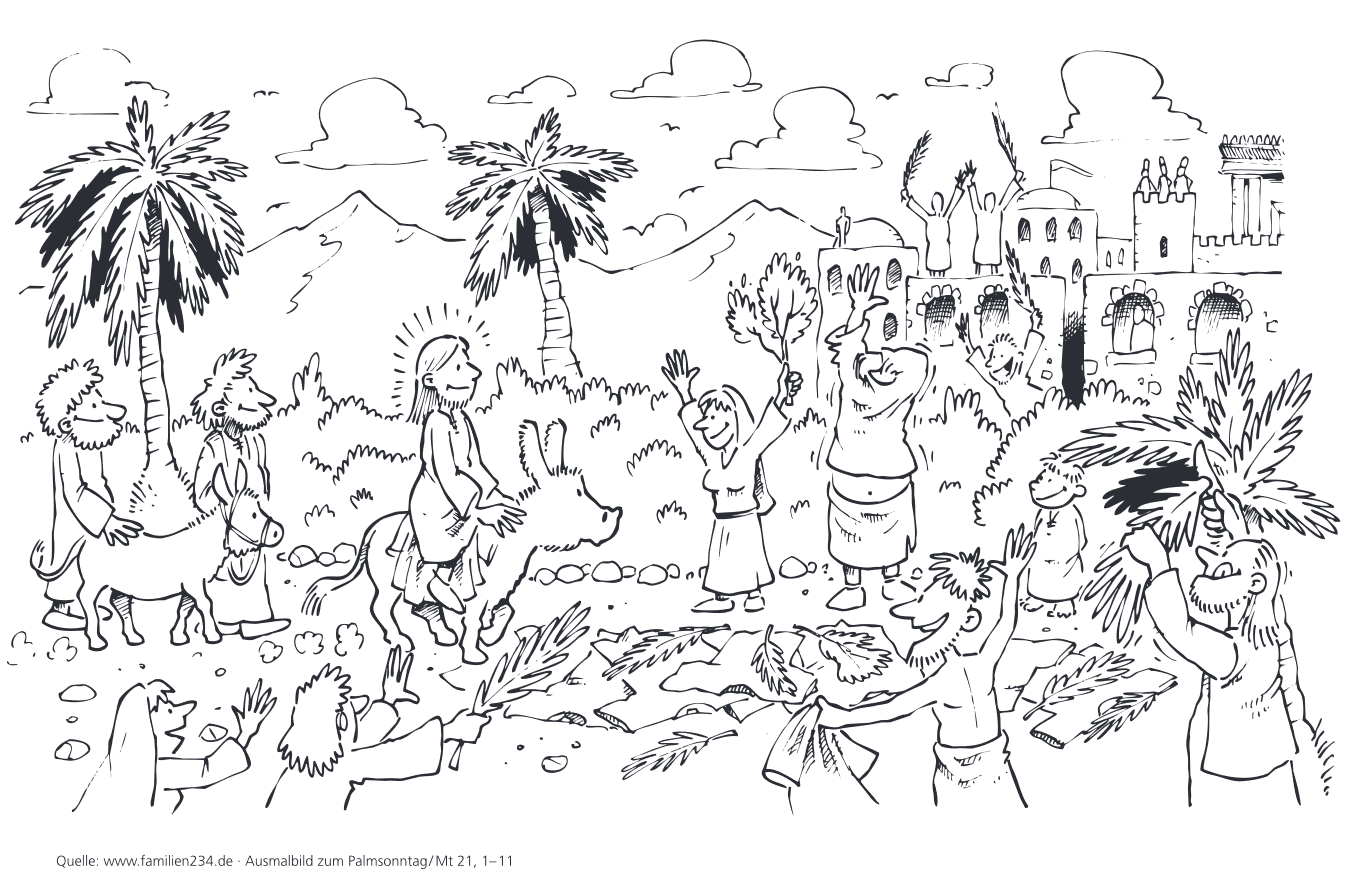 Quelle: www.familien234.de · Ausmalbild zum Palmsonntag/Mt 21, 1–11